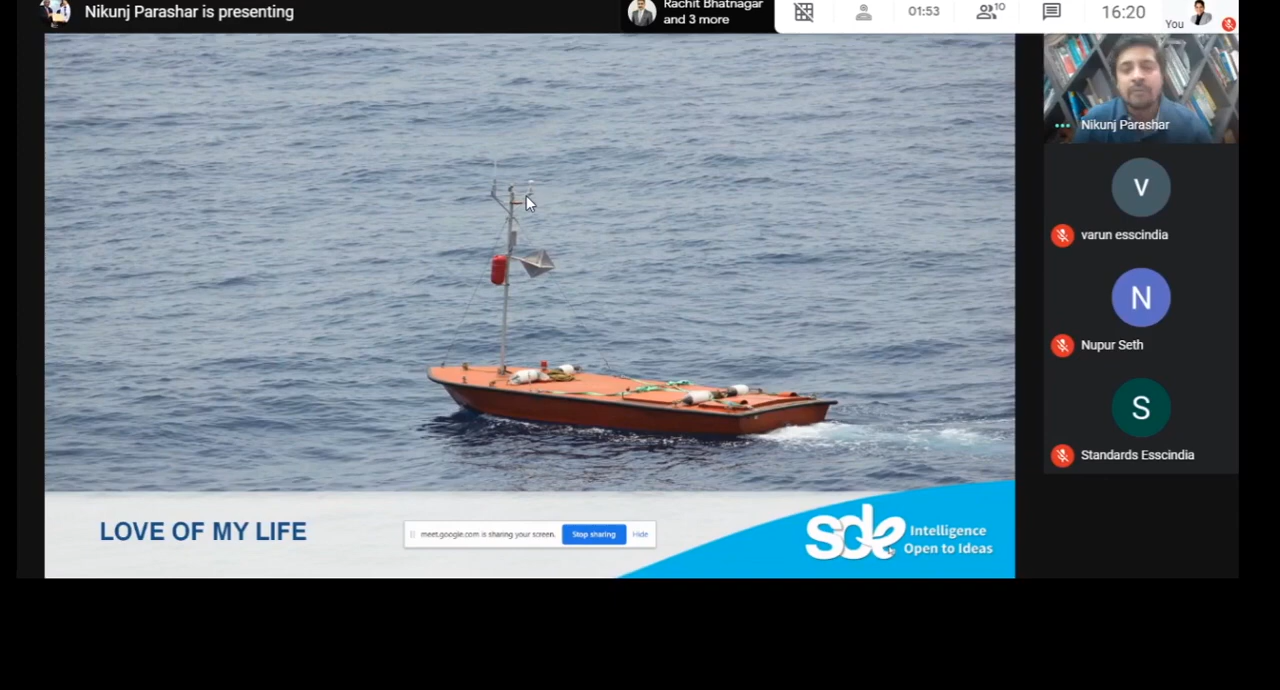 Nikunj Parashar is presenting
Rachit Bhatnagar
and 3 more
01:53
10
16:20
You
Nikunj Parashar
V
varun esscindia
N
Nupur Seth
S
Standards Esscindia
LOVE OF MY LIFE
meet.google.com is sharing your screen.
Stop sharing
Hide
sde
Intelligence
Open to Ideas